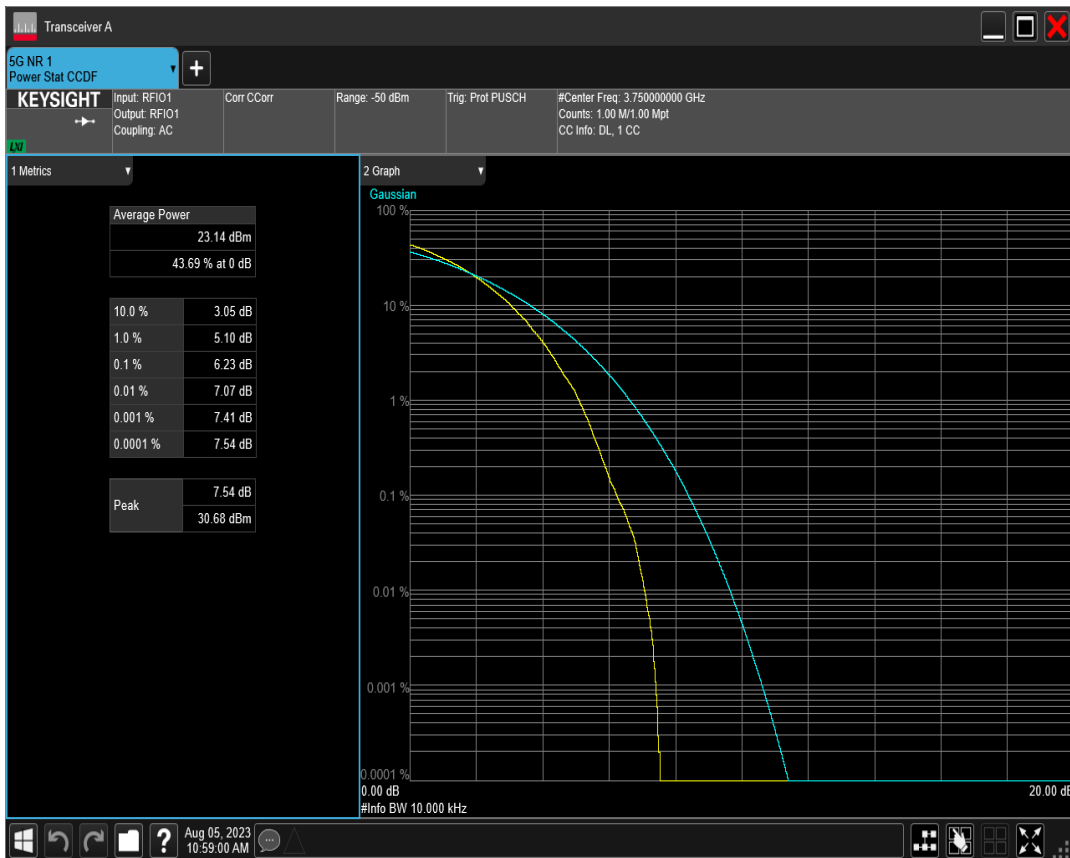 Transceiver A
5G NR 1
Power Stat CCDF
+
KEYSIGHT
LXI
Input: RFIO1
Output: RFIO1
Coupling: AC
Corr CCorr
Range: -50 dBm
Trig: Prot PUSCH
#Center Freq: 3.750000000 GHz
Counts: 1.00 M/1.00 Mpt
CC Info: DL, 1 CC
1 Metrics
Average Power
23.14 dBm
43.69 % at 0 dB
10.0 % 3.05 dB
1.0 % 5.10 dB
0.1 % 6.23 dB
0.01 % 7.07 dB
0.001 % 7.41 dB
0.0001 % 7.54 dB
Peak
7.54 dB
30.68 dBm
2 Graph
Gaussian
100 %
10 %
1 %
0.1 %
0.01 %
0.001 %
0.0001 %
0.00 dB 20.00 dB
#Info BW 10.000 kHz
?
Aug 05, 2023
10:59:00 AM